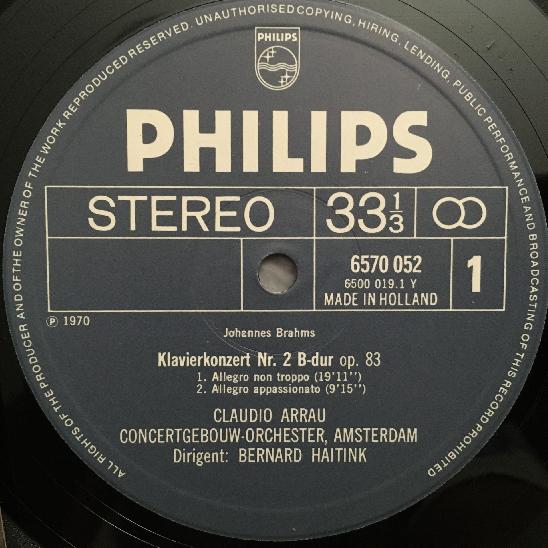 ALL RIGHTS OF THE PRODUCER AND OF THE OWNER OF THE WORK REPRODUCED RESERVED. UNAUTHORISED COPYING, HIRING, LENDING, PUBLIC PERFORMANCE AND BROADCASTING OF THIS RECORD PROHIBITED
PHILIPS
PHILIPS
STEREO 33 1/3
6570 052
6500 019.1 Y
MADE IN HOLLAND
1
℗ 1970
Johannes Brahms
Klavierkonzert Nr. 2 B-dur op. 83
1. Allegro non troppo (19'11'')
2. Allegro appassionato (9'15'')
CLAUDIO ARRAU
CONCERTGEBOUW-ORCHESTER, AMSTERDAM
Dirigent: BERNARD HAITINK